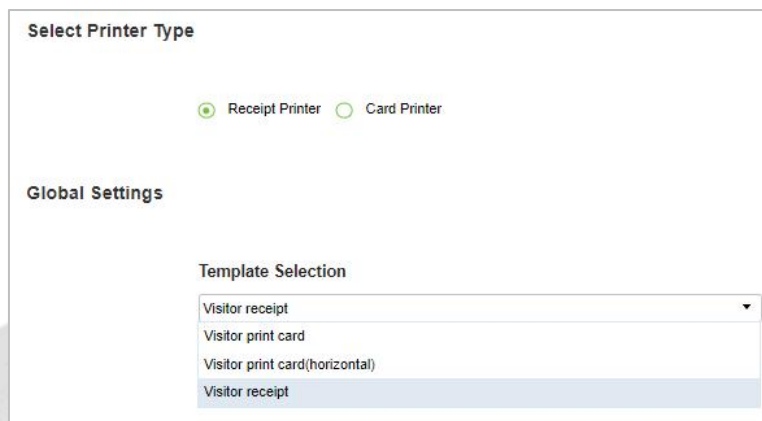 Select Printer Type
Receipt Printer Card Printer
Global Settings
Template Selection
Visitor receipt
Visitor print card
Visitor print card(horizontal)
Visitor receipt